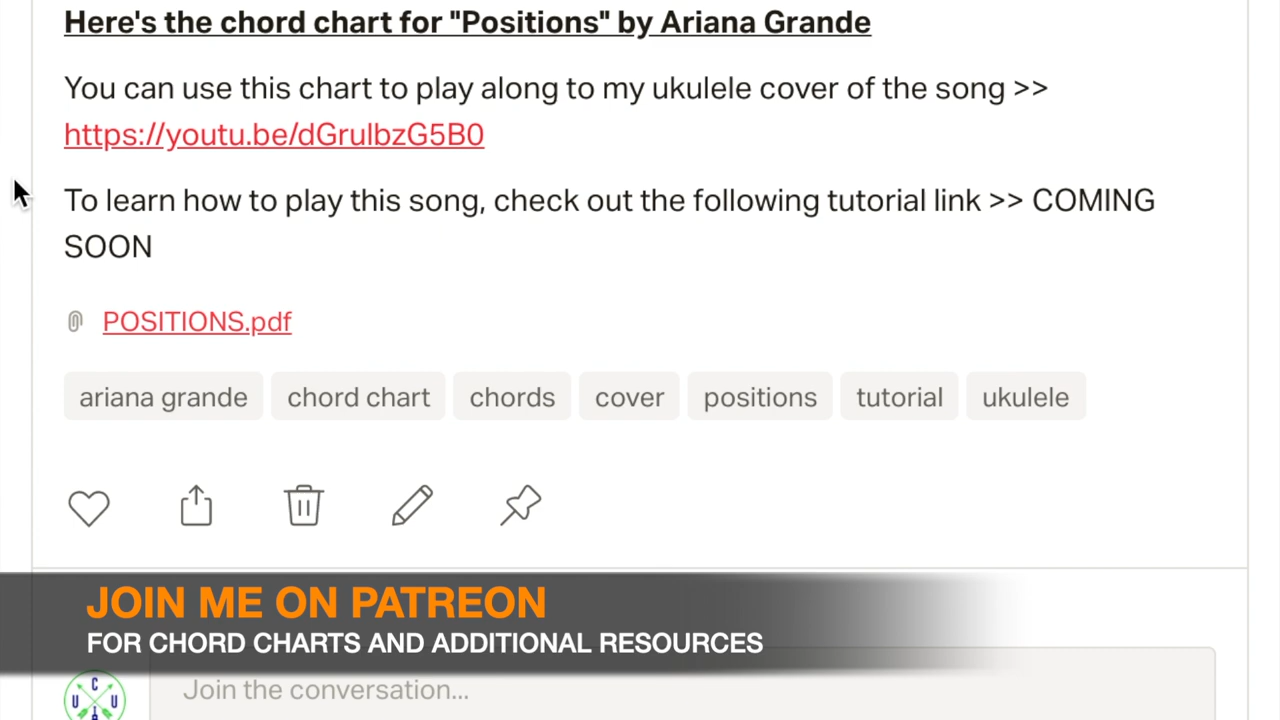 Here's the chord chart for "Positions" by Ariana Grande
You can use this chart to play along to my ukulele cover of the song >>
https://youtu.be/dGrulbzG5B0
To learn how to play this song, check out the following tutorial link >> COMING
SOON
POSITIONS.pdf
ariana grande chord chart chords cover positions tutorial ukulele
JOIN ME ON PATREON
FOR CHORD CHARTS AND ADDITIONAL RESOURCES
Join the conversation...
C
U U